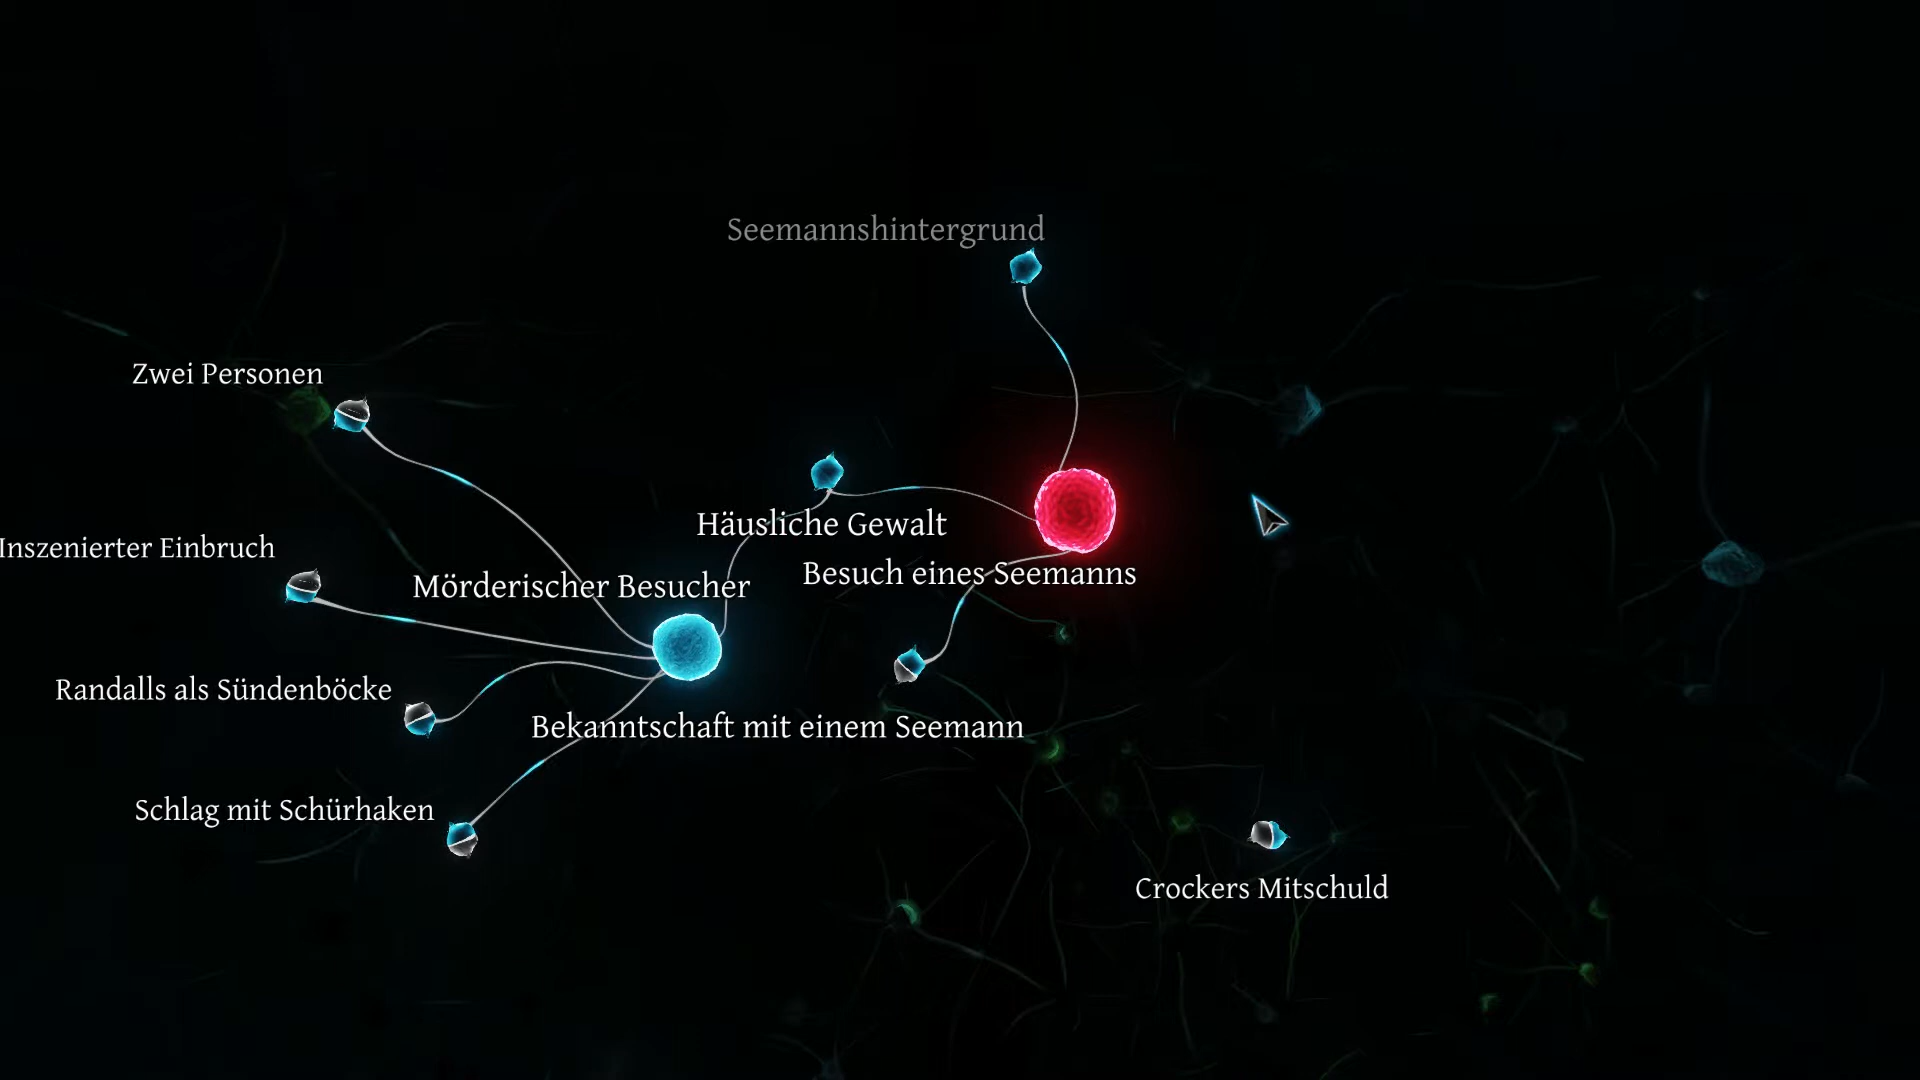 Seemannshintergrund
Zwei Personen
Häusliche Gewalt
Inszenierter Einbruch
Mörderischer Besucher
Besuch eines Seemanns
Randalls als Sündenböcke
Bekanntschaft mit einem Seemann
Schlag mit Schürhaken
Crockers Mitschuld